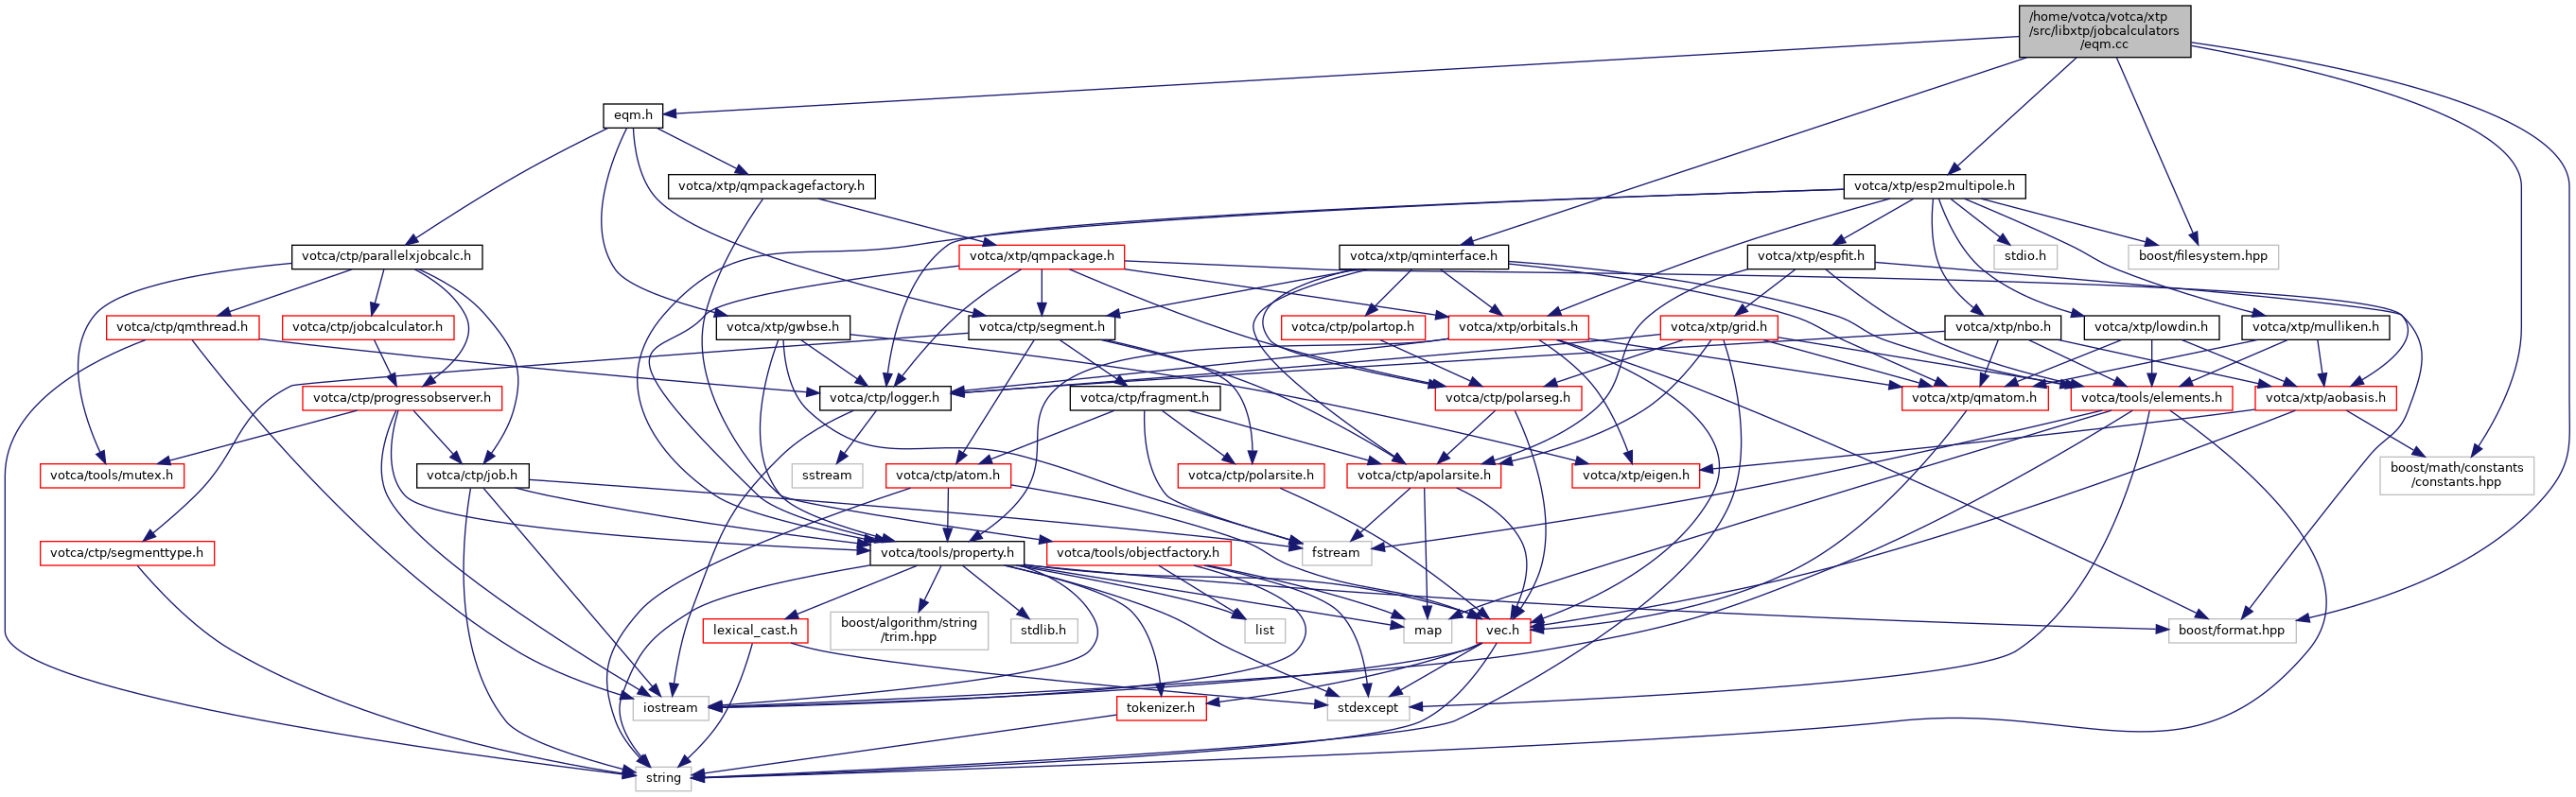 /home/votca/votca/xtp
/src/libxtp/jobcalculators
/eqm.cc
eqm.h
votca/xtp/qmpackagefactory.h
votca/xtp/esp2multipole.h
votca/ctp/parallelxjobcalc.h
votca/xtp/qmpackage.h
votca/xtp/qminterface.h
votca/xtp/espfit.h
stdio.h
boost/filesystem.hpp
votca/ctp/qmthread.h
votca/ctp/jobcalculator.h
votca/xtp/gwbse.h
votca/ctp/segment.h
votca/ctp/polartop.h
votca/xtp/orbitals.h
votca/xtp/grid.h
votca/xtp/nbo.h
votca/xtp/lowdin.h
votca/xtp/mulliken.h
votca/ctp/progressobserver.h
votca/ctp/logger.h
votca/ctp/fragment.h
votca/ctp/polarseg.h
votca/xtp/qmatom.h
votca/tools/elements.h
votca/xtp/aobasis.h
votca/tools/mutex.h
votca/ctp/job.h
sstream
votca/ctp/atom.h
votca/ctp/polarsite.h
votca/ctp/apolarsite.h
votca/xtp/eigen.h
boost/math/constants
/constants.hpp
votca/ctp/segmenttype.h
votca/tools/property.h
votca/tools/objectfactory.h
fstream
lexical_cast.h
boost/algorithm/string
/trim.hpp
stdlib.h
list
map
vec.h
boost/format.hpp
iostream
tokenizer.h
stdexcept
string